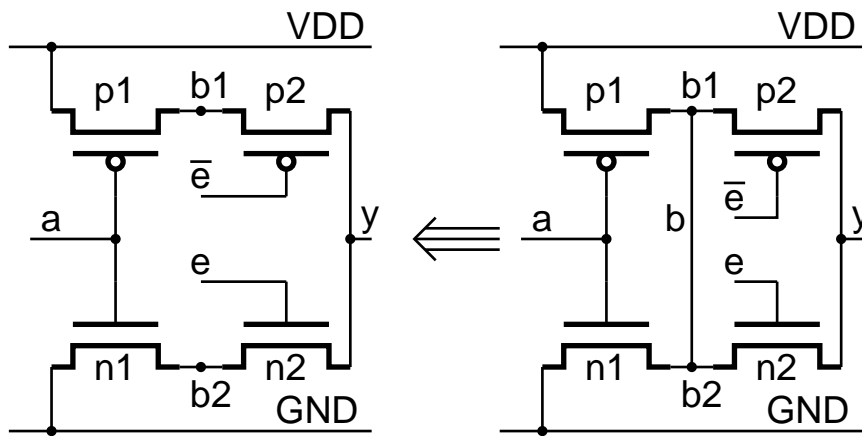 VDD VDD
p1 b1 p2 p1 b1 p2
e̅
e̅
a y a b y
e e
n1 b2 n2 n1 b2 n2
GND GND